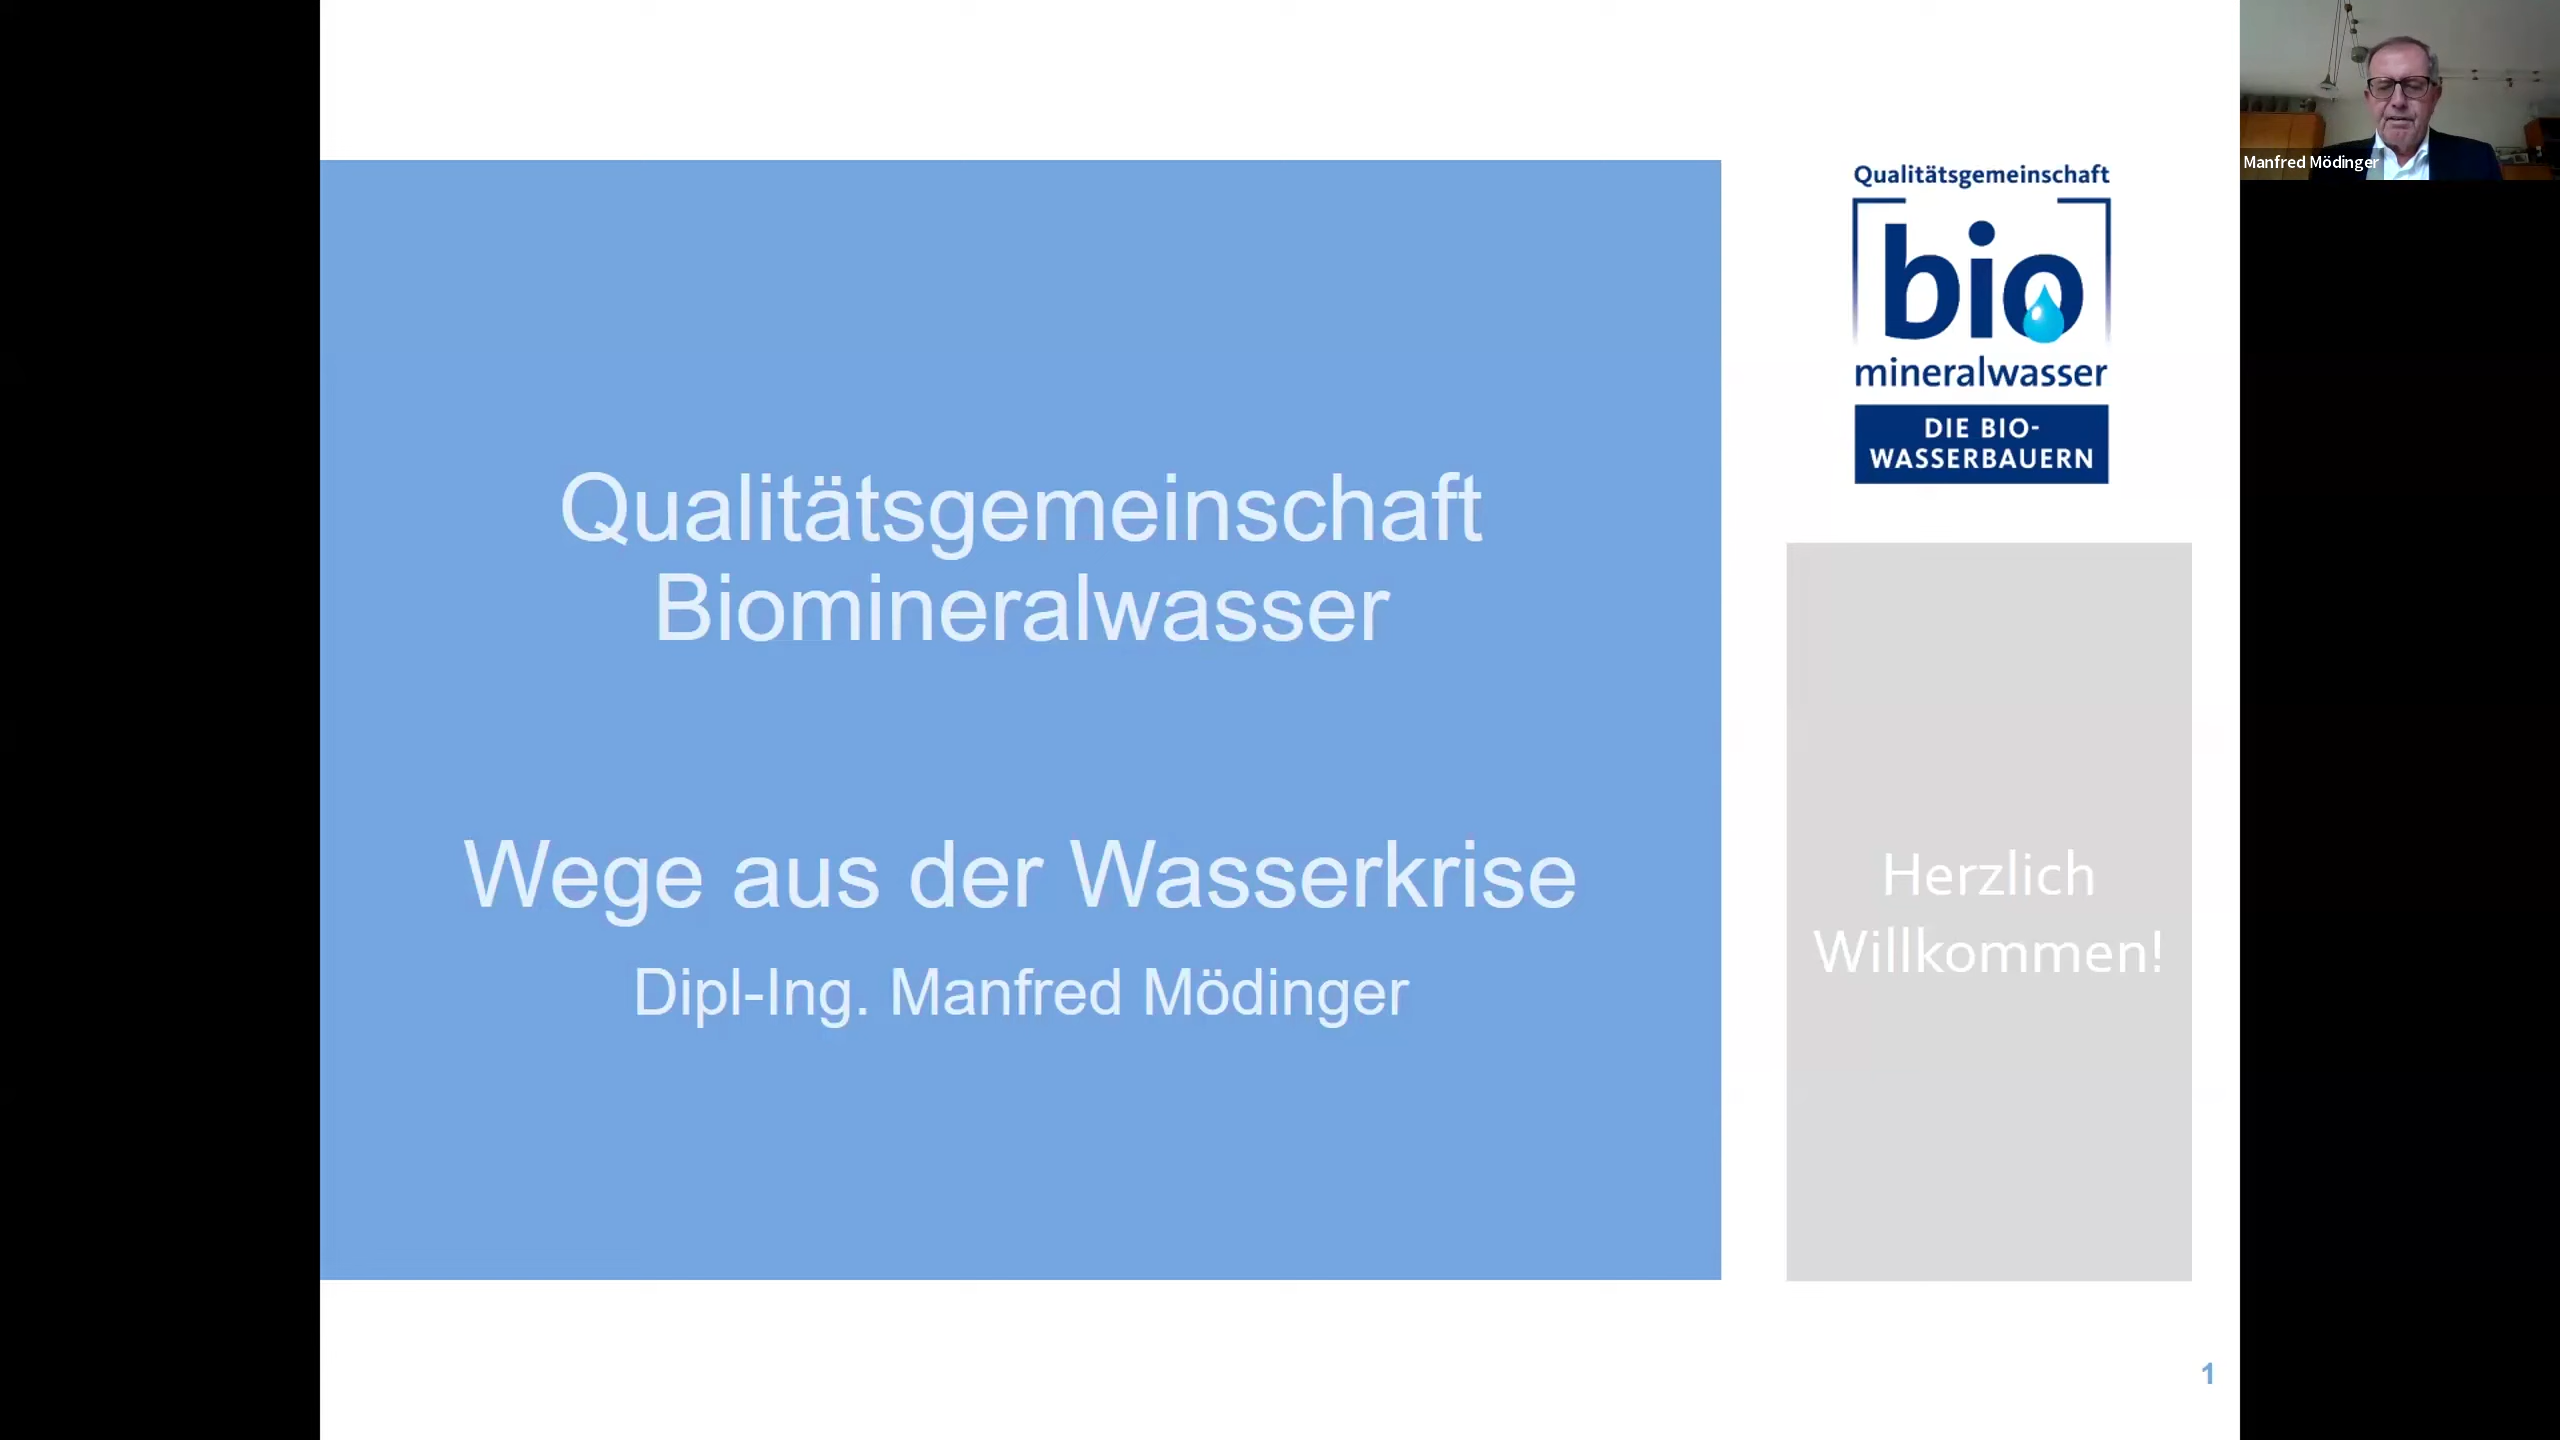 Qualitätsgemeinschaft
Biomineralwasser
Wege aus der Wasserkrise
Dipl-Ing. Manfred Mödinger
Qualitätsgemeinschaft
bio
mineralwasser
DIE BIO-
WASSERBAUERN
Herzlich
Willkommen!
1
Manfred Mödinger